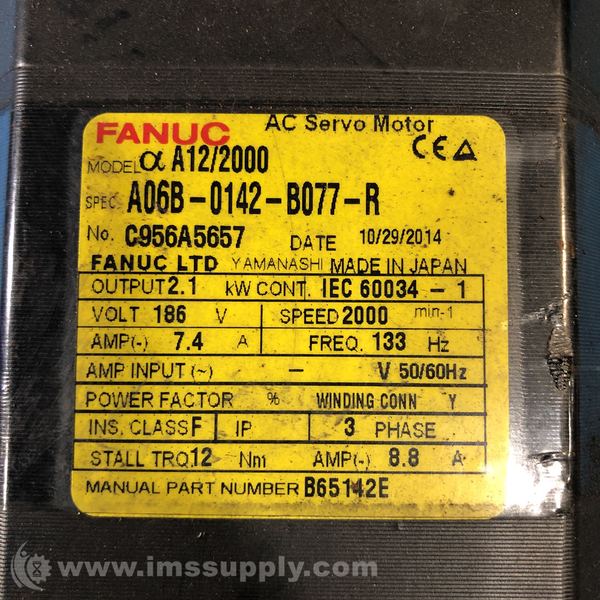 FANUC AC Servo Motor CE
MODEL α A12/2000
SPEC. A06B-0142-B077-R
No. C956A5657 DATE 10/29/2014
FANUC LTD YAMANASHI MADE IN JAPAN
OUTPUT 2.1 kW CONT. IEC 60034 - 1
VOLT 186 V SPEED 2000 min-1
AMP(~) 7.4 A FREQ. 133 Hz
AMP INPUT (~) - V 50/60Hz
POWER FACTOR % WINDING CONN Y
INS. CLASS F IP 3 PHASE
STALL TRQ. 12 Nm AMP(~) 8.8 A
MANUAL PART NUMBER B65142E
www.imssupply.com